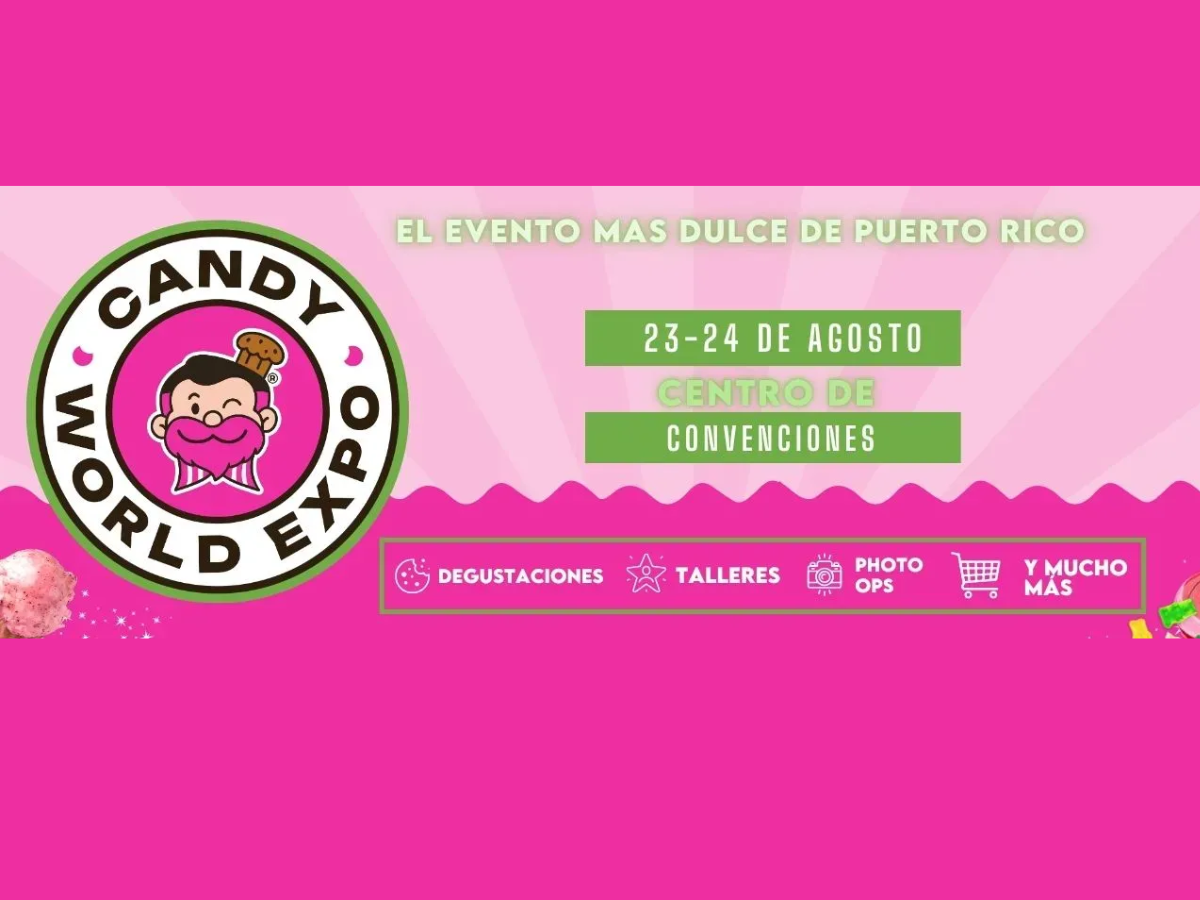 CANDY
WORLD EXPO
®
EL EVENTO MAS DULCE DE PUERTO RICO
23-24 DE AGOSTO
CENTRO DE
CONVENCIONES
DEGUSTACIONES
TALLERES
PHOTO
OPS
Y MUCHO
MÁS